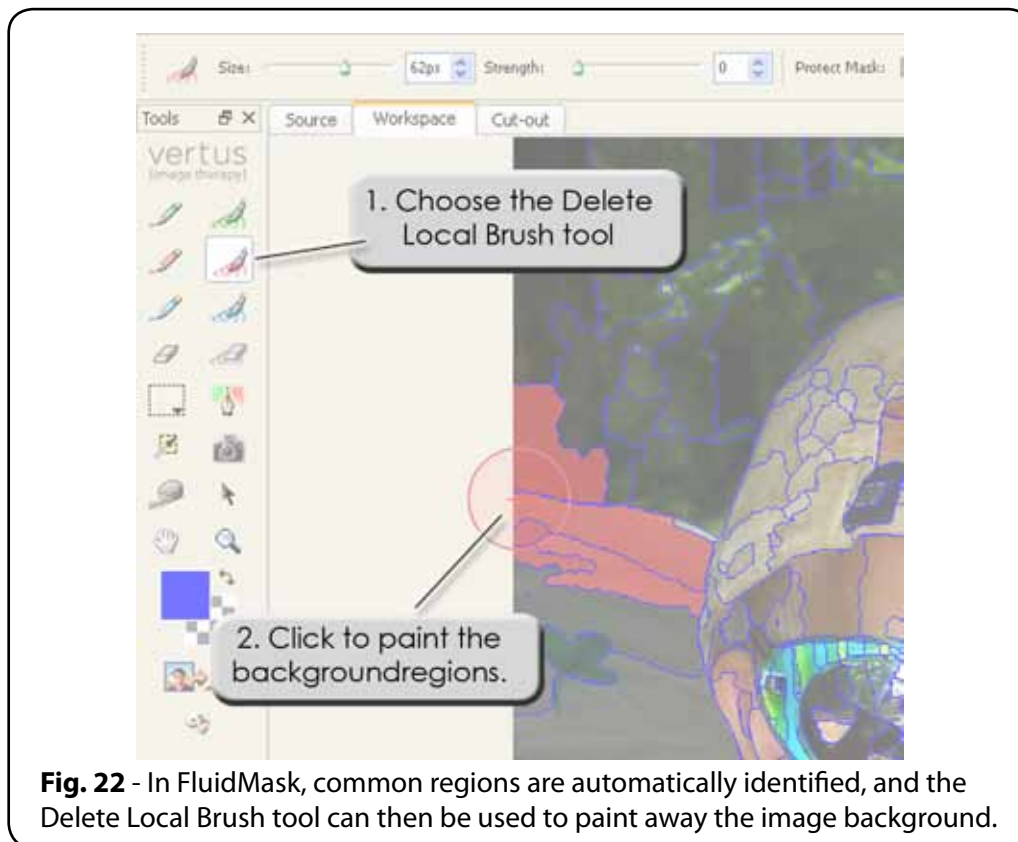 Size:
62px
Strength:
0
Protect Mask:
Tools
Source
Workspace
Cut-out
vertus
{image therapy}
1. Choose the Delete
Local Brush tool
2. Click to paint the
backgroundregions.
Fig. 22 - In FluidMask, common regions are automatically identified, and the
Delete Local Brush tool can then be used to paint away the image background.